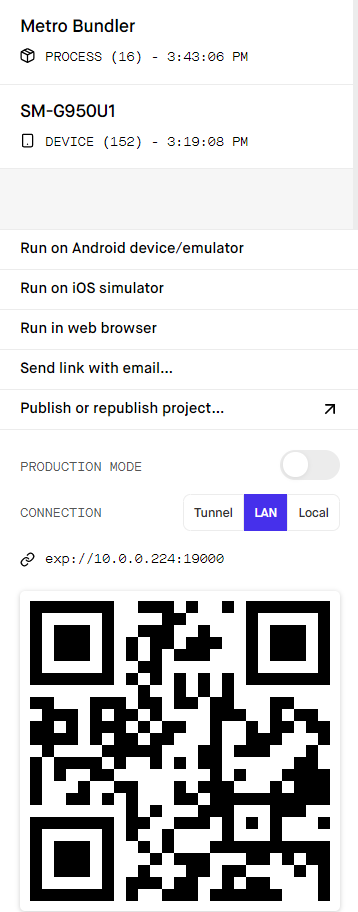 Metro Bundler
PROCESS (16) - 3:43:06 PM
SM-G950U1
DEVICE (152) - 3:19:08 PM
Run on Android device/emulator
Run on iOS simulator
Run in web browser
Send link with email...
Publish or republish project...
PRODUCTION MODE
CONNECTION Tunnel LAN Local
exp://10.0.0.224:19000